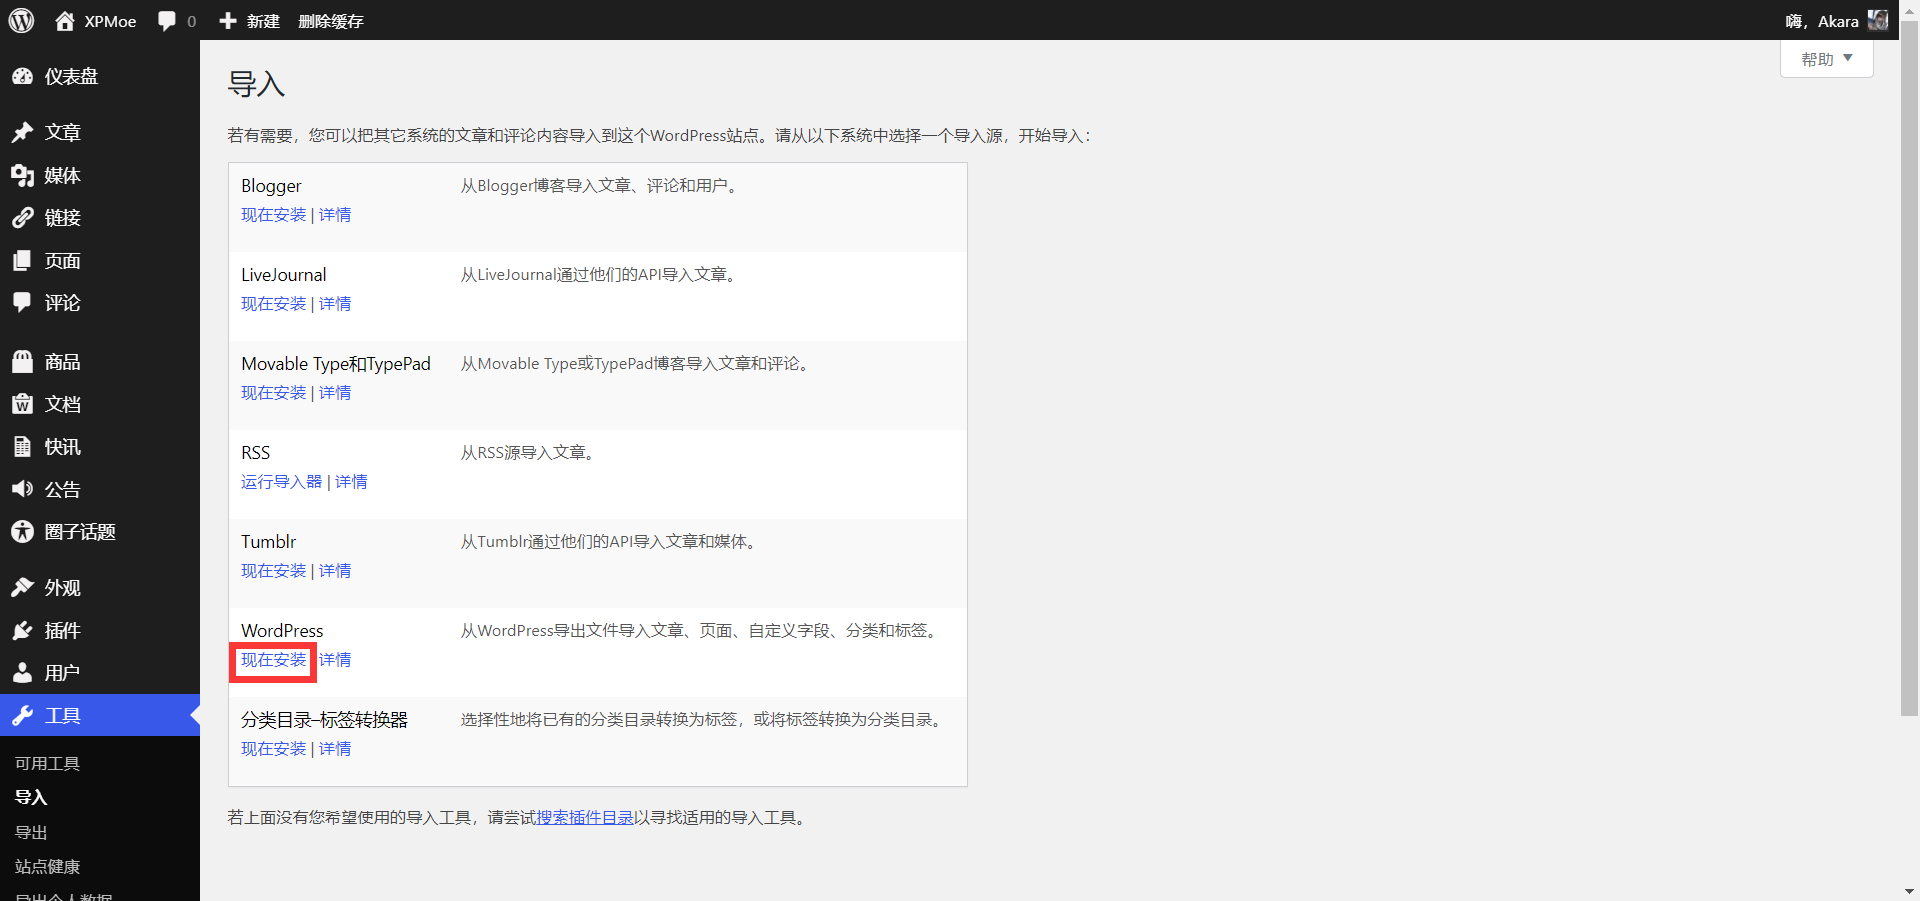 XPMoe 0 新建 删除缓存 嗨，Akara
帮助
仪表盘
文章
媒体
链接
页面
评论
商品
文档
快讯
公告
圈子话题
外观
插件
用户
工具
可用工具
导入
导出
站点健康
导出个人数据
导入
若有需要，您可以把其它系统的文章和评论内容导入到这个WordPress站点。请从以下系统中选择一个导入源，开始导入：
Blogger 从Blogger博客导入文章、评论和用户。
现在安装 | 详情
LiveJournal 从LiveJournal通过他们的API导入文章。
现在安装 | 详情
Movable Type和TypePad 从Movable Type或TypePad博客导入文章和评论。
现在安装 | 详情
RSS 从RSS源导入文章。
运行导入器 | 详情
Tumblr 从Tumblr通过他们的API导入文章和媒体。
现在安装 | 详情
WordPress 从WordPress导出文件导入文章、页面、自定义字段、分类和标签。
现在安装 详情
分类目录–标签转换器 选择性地将已有的分类目录转换为标签，或将标签转换为分类目录。
现在安装 | 详情
若上面没有您希望使用的导入工具，请尝试搜索插件目录以寻找适用的导入工具。